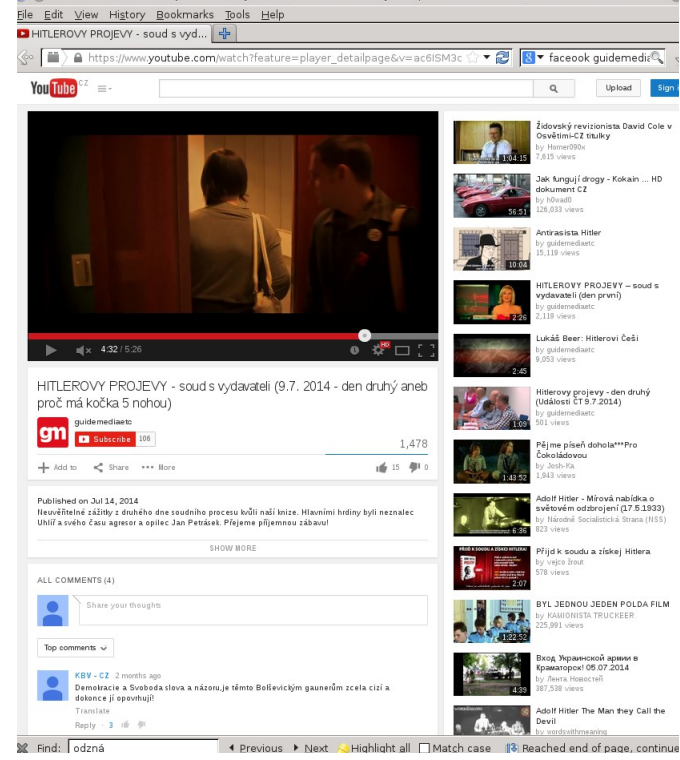 File Edit View History Bookmarks Tools Help
HITLEROVY PROJEVY - soud s vyd...
https://www.youtube.com/watch?feature=player_detailpage&v=ac6ISM3c
faceook guidemedia
YouTube CZ
Upload
Sign
4:32 / 5:26
HD
HITLEROVY PROJEVY - soud s vydavateli (9.7. 2014 - den druhý aneb
proč má kočka 5 nohou)
gm
guidemediaetc
Subscribe 106
1,478
Add to Share More
15 0
Published on Jul 14, 2014
Neuvěřitelné zážitky z druhého dne soudního procesu kvůli naší knize. Hlavními hrdiny byli neznalec
Uhlíř a svého času agresor a opilec Jan Petrásek. Přejeme příjemnou zábavu!
SHOW MORE
ALL COMMENTS (4)
Share your thoughts
Top comments
KBV - CZ 2 months ago
Demokracie a Svoboda slova a názoru,je těmto Bolševickým gaunerům zcela cizí a
dokonce jí opovrhují!
Translate
Reply · 3
Židovský revizionista David Cole v
Osvětimi-CZ titulky
by Homer090x
7,615 views
1:04:15
Jak fungují drogy - Kokain ... HD
dokument CZ
by h0wad0
126,033 views
56:51
Antirasista Hitler
by guidemediaetc
15,119 views
10:04
HITLEROVY PROJEVY – soud s
vydavateli (den první)
by guidemediaetc
2,119 views
2:26
Lukáš Beer: Hitlerovi Češi
by guidemediaetc
9,053 views
2:45
Hitlerovy projevy - den druhý
(Události ČT 9.7.2014)
by guidemediaetc
501 views
1:09
Pějme píseň dohola***Pro
Čokoládovou
by Josh-Ka
1,943 views
1:43:52
Adolf Hitler - Mírová nabídka o
světovém odzbrojení (17.5.1933)
by Národně Socialistická Strana (NSS)
823 views
6:36
Přijd k soudu a získej Hitlera
by vejco žrout
578 views
PŘIJĎ K SOUDU A ZÍSKEJ HITLERA!
2:07
BYL JEDNOU JEDEN POLDA FILM
by KAMIONISTA TRUCKEER
225,991 views
1:22:52
Вход Украинской армии в
Краматорск! 05.07.2014
by Лента Новостей
387,538 views
4:39
Adolf Hitler The Man they Call the
Devil
by wordswithmeaning
Find: odzná Previous Next Highlight all Match case Reached end of page, continue